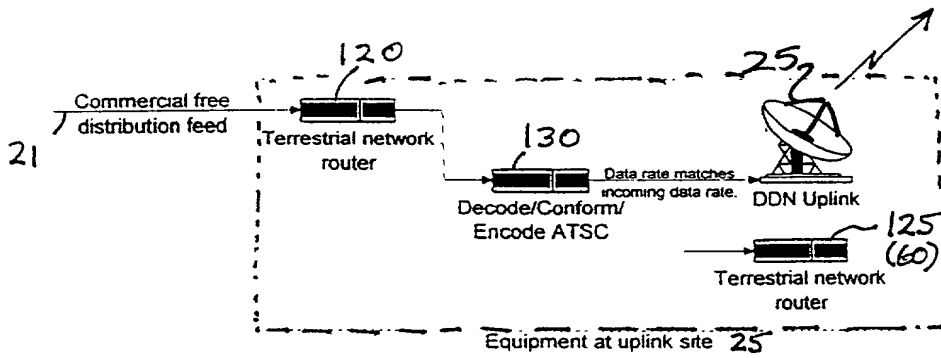 120
25
Commercial free
distribution feed
21
Terrestrial network
router
130
Data rate matches
incoming data rate.
Decode/Conform/
Encode ATSC
DDN Uplink
125
(60)
Terrestrial network
router
Equipment at uplink site 25